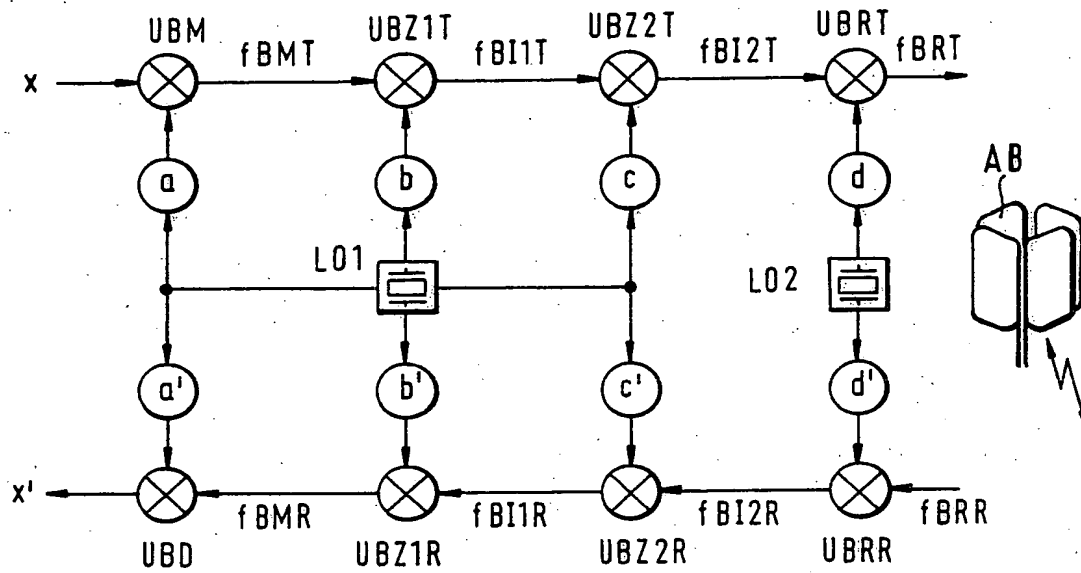 UBM fBMT UBZ1T fBI1T UBZ2T fBI2T UBRT fBRT
x
a b c d AB
LO1 LO2
a' b' c' d'
x' fBMR fBI1R fBI2R fBRR
UBD UBZ1R UBZ2R UBRR